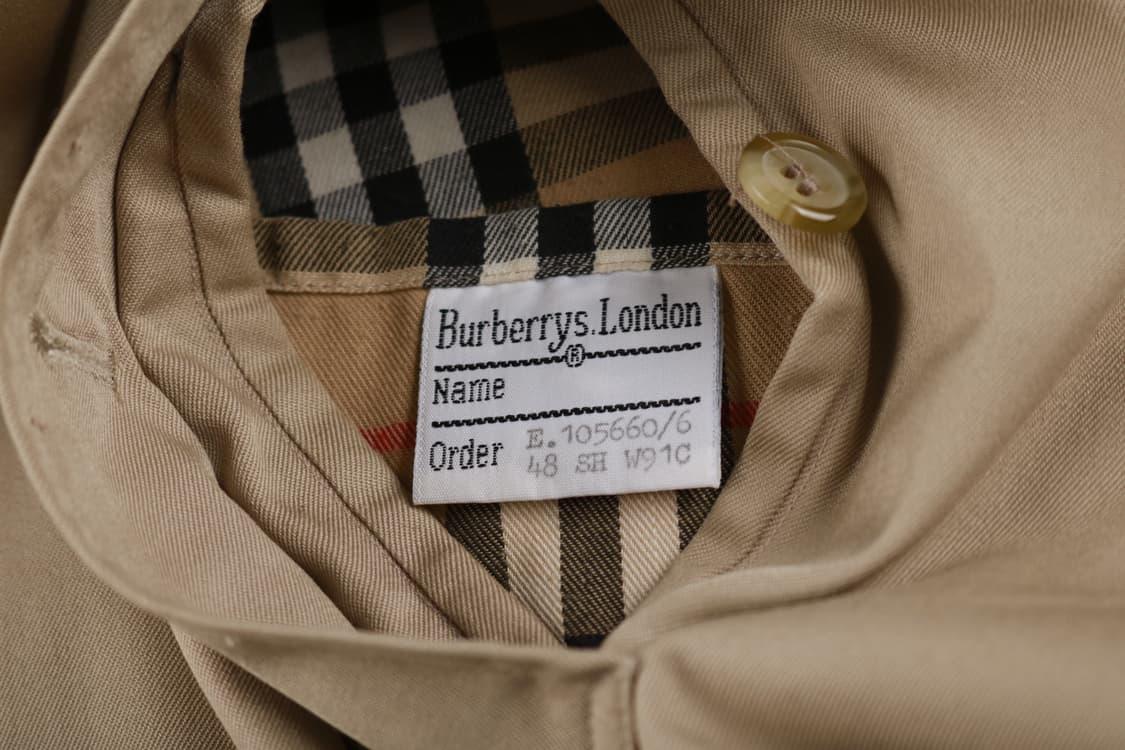 Burberrys.London
®
Name
Order E.105660/6
48 SH W91C